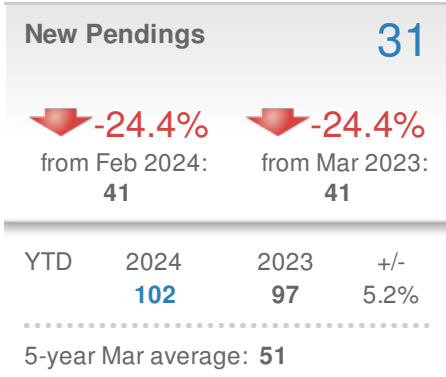 New Pendings 31
-24.4% -24.4%
from Feb 2024: from Mar 2023:
41 41
YTD 2024 2023 +/-
102 97 5.2%
5-year Mar average: 51